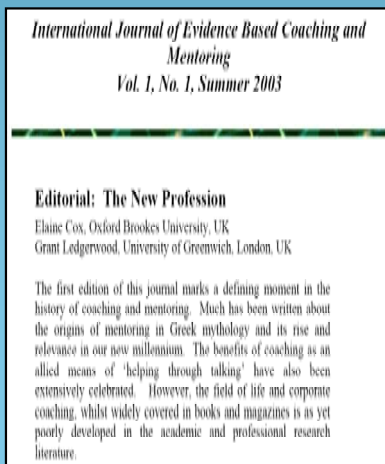 International Journal of Evidence Based Coaching and
Mentoring
Vol. 1, No. 1, Summer 2003
Editorial: The New Profession
Elaine Cox, Oxford Brookes University, UK
Grant Ledgerwood, University of Greenwich, London, UK
The first edition of this journal marks a defining moment in the
history of coaching and mentoring. Much has been written about
the origins of mentoring in Greek mythology and its rise and
relevance in our new millennium. The benefits of coaching as an
allied means of ‘helping through talking’ have also been
extensively celebrated. However, the field of life and corporate
coaching, whilst widely covered in books and magazines is as yet
poorly developed in the academic and professional research
literature.